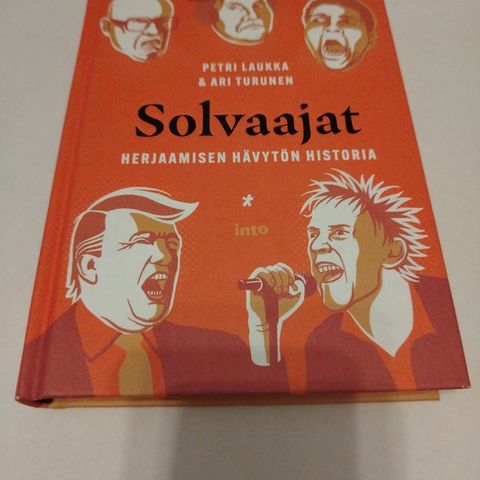 PETRI LAUKKA
& ARI TURUNEN
Solvaajat
HERJAAMISEN HÄVYTÖN HISTORIA
*
into